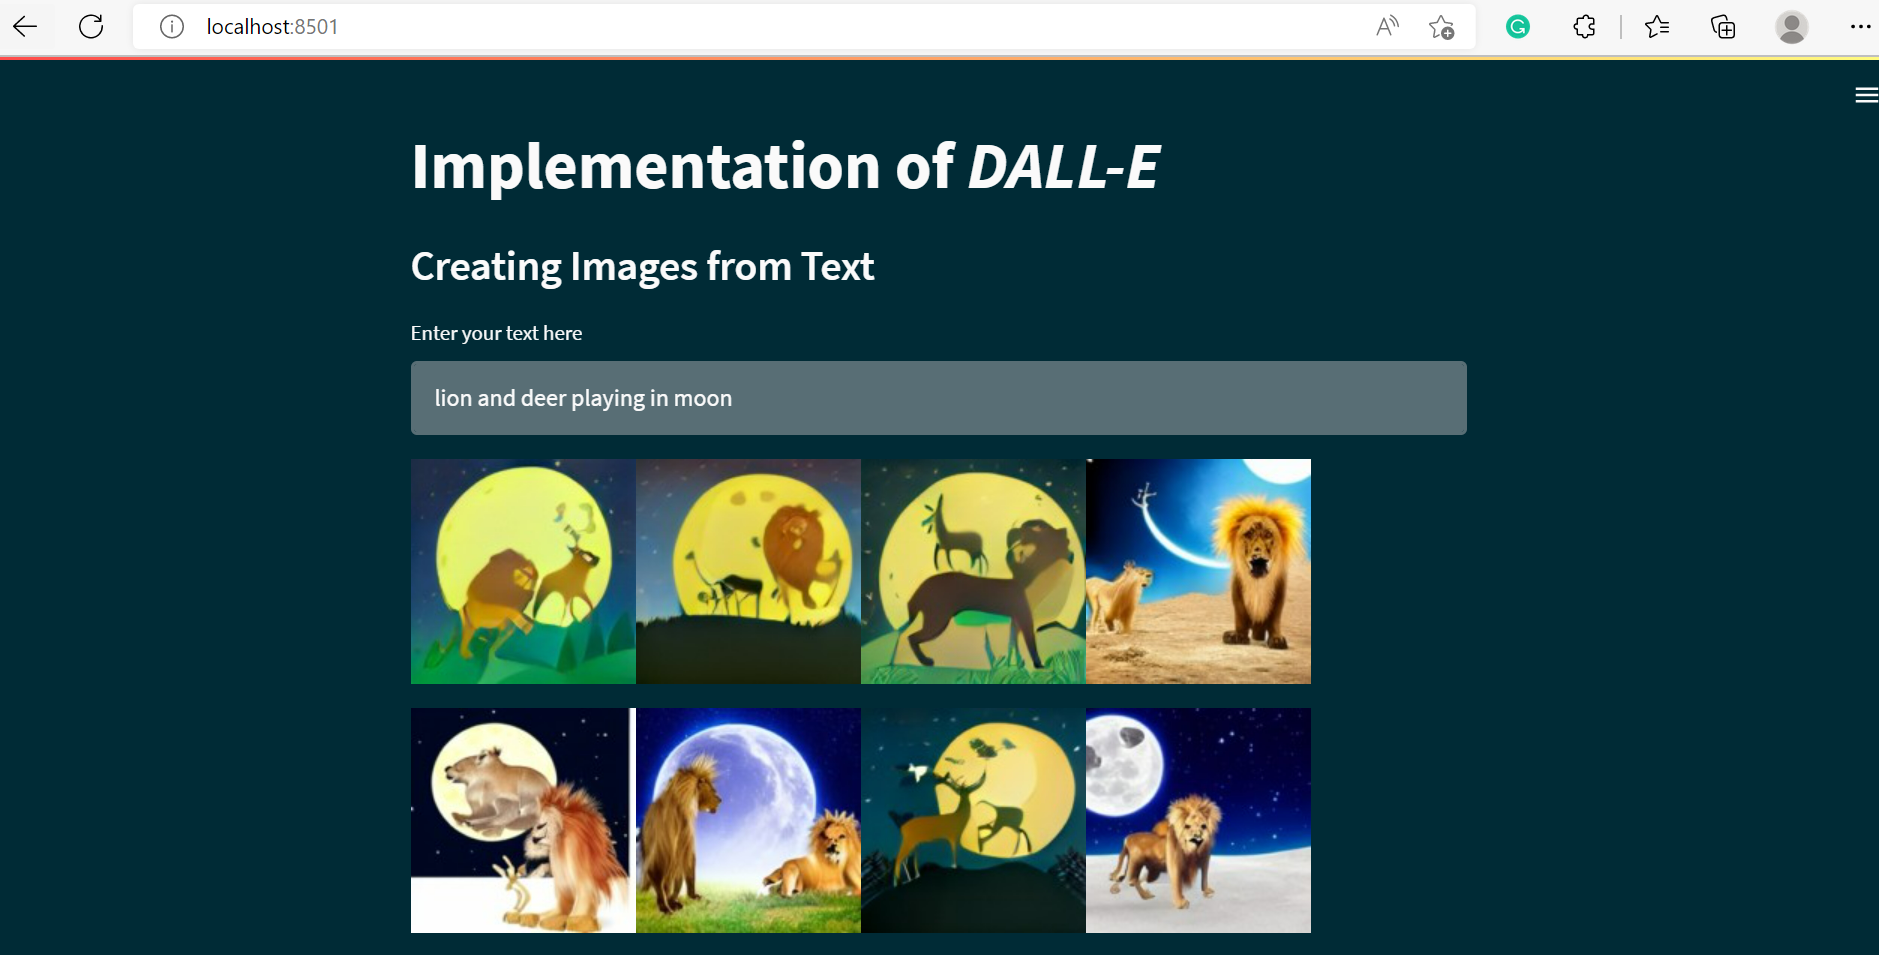 localhost:8501
Implementation of DALL-E
Creating Images from Text
Enter your text here
lion and deer playing in moon